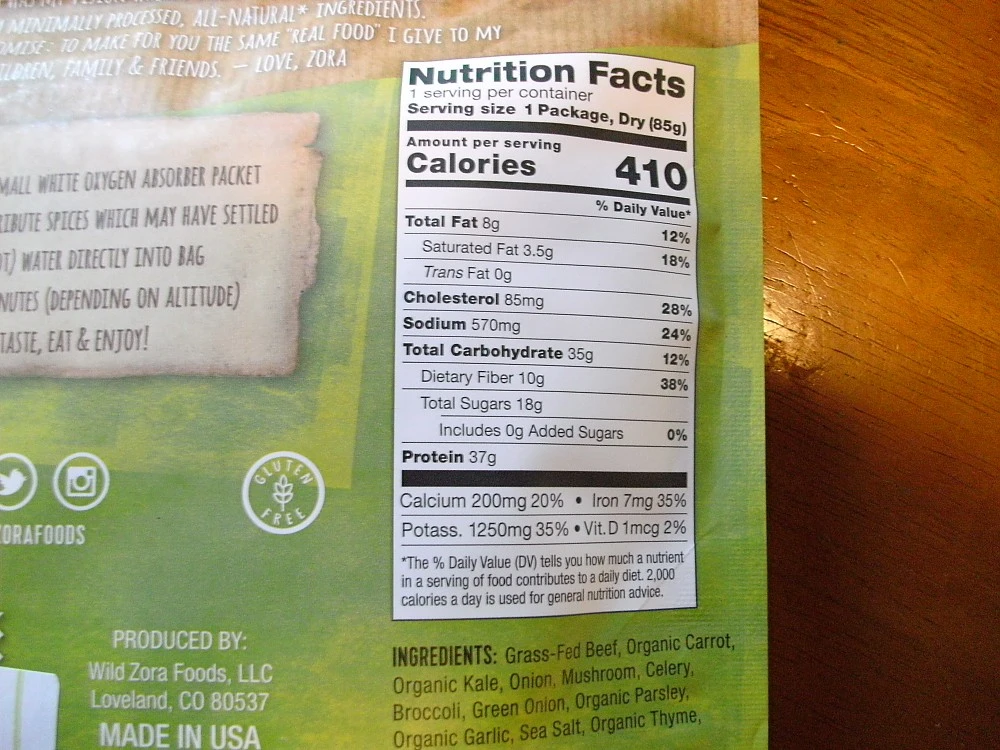 MINIMALLY PROCESSED, ALL-NATURAL* INGREDIENTS.
TO MAKE FOR YOU THE SAME "REAL FOOD" I GIVE TO MY
FAMILY & FRIENDS. — LOVE, ZORA
WHITE OXYGEN ABSORBER PACKET
SPICES WHICH MAY HAVE SETTLED
WATER DIRECTLY INTO BAG
(DEPENDING ON ALTITUDE)
TASTE, EAT & ENJOY!
GLUTEN
FREE
ORAFOODS
PRODUCED BY:
Wild Zora Foods, LLC
Loveland, CO 80537
MADE IN USA
Nutrition Facts
1 serving per container
Serving size 1 Package, Dry (85g)
Amount per serving
Calories 410
% Daily Value*
Total Fat 8g 12%
Saturated Fat 3.5g 18%
Trans Fat 0g
Cholesterol 85mg 28%
Sodium 570mg 24%
Total Carbohydrate 35g 12%
Dietary Fiber 10g 38%
Total Sugars 18g
Includes 0g Added Sugars 0%
Protein 37g
Calcium 200mg 20% • Iron 7mg 35%
Potass. 1250mg 35% • Vit. D 1mcg 2%
*The % Daily Value (DV) tells you how much a nutrient
in a serving of food contributes to a daily diet. 2,000
calories a day is used for general nutrition advice.
INGREDIENTS: Grass-Fed Beef, Organic Carrot,
Organic Kale, Onion, Mushroom, Celery,
Broccoli, Green Onion, Organic Parsley,
Organic Garlic, Sea Salt, Organic Thyme,